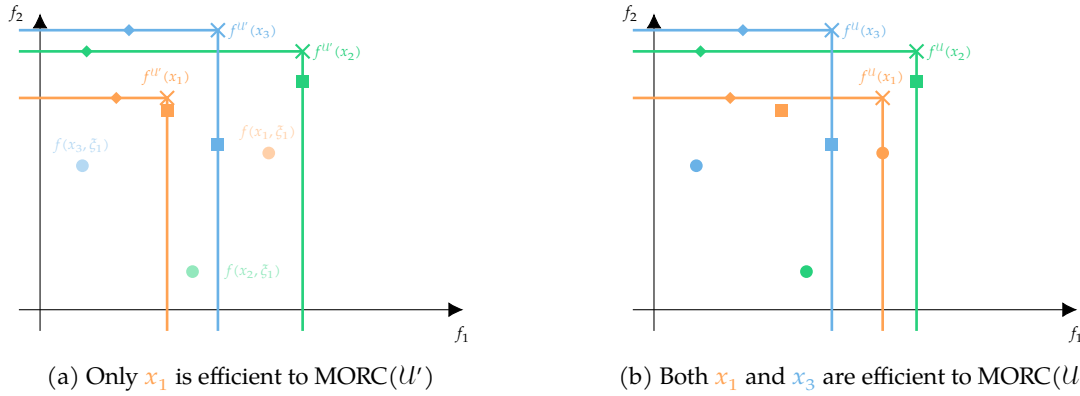 f₂
f^𝒰′(x₃)
f^𝒰′(x₂)
f^𝒰′(x₁)
f(x₁, ξ₁)
f(x₃, ξ₁)
f(x₂, ξ₁)
f₁
(a) Only x₁ is efficient to MORC(𝒰′)
f₂
f^𝒰(x₃)
f^𝒰(x₂)
f^𝒰(x₁)
f₁
(b) Both x₁ and x₃ are efficient to MORC(𝒰